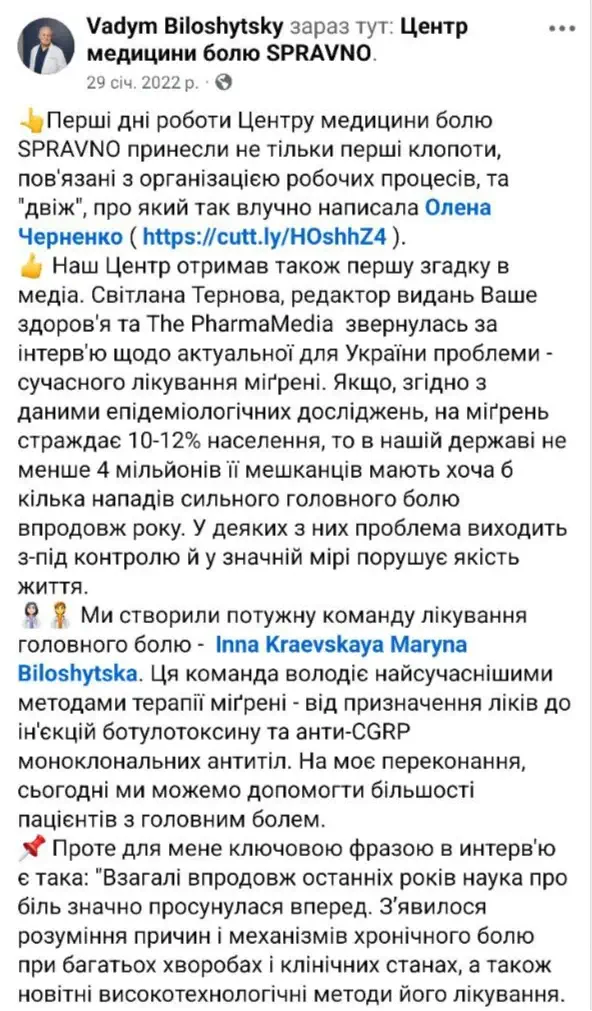 Vadym Biloshytsky зараз тут: Центр
медицини болю SPRAVNO.
29 січ. 2022 р. ·
👆Перші дні роботи Центру медицини болю
SPRAVNO принесли не тільки перші клопоти,
пов'язані з організацією робочих процесів, та
"двіж", про який так влучно написала Олена
Черненко ( https://cutt.ly/HOshhZ4 ).
👍 Наш Центр отримав також першу згадку в
медіа. Світлана Тернова, редактор видань Ваше
здоров'я та The PharmaMedia звернулась за
інтерв'ю щодо актуальної для України проблеми -
сучасного лікування міґрені. Якщо, згідно з
даними епідеміологічних досліджень, на міґрень
страждає 10-12% населення, то в нашій державі не
менше 4 мільйонів її мешканців мають хоча б
кілька нападів сильного головного болю
впродовж року. У деяких з них проблема виходить
з-під контролю й у значній мірі порушує якість
життя.
👩‍⚕️ 👩‍⚕️ Ми створили потужну команду лікування
головного болю - Inna Kraevskaya Maryna
Biloshytska. Ця команда володіє найсучаснішими
методами терапії міґрені - від призначення ліків до
ін'єкцій ботулотоксину та анти-CGRP
моноклональних антитіл. На моє переконання,
сьогодні ми можемо допомогти більшості
пацієнтів з головним болем.
📌 Проте для мене ключовою фразою в інтерв'ю
є така: "Взагалі впродовж останніх років наука про
біль значно просунулася вперед. З’явилося
розуміння причин і механізмів хронічного болю
при багатьох хворобах і клінічних станах, а також
новітні високотехнологічні методи його лікування.